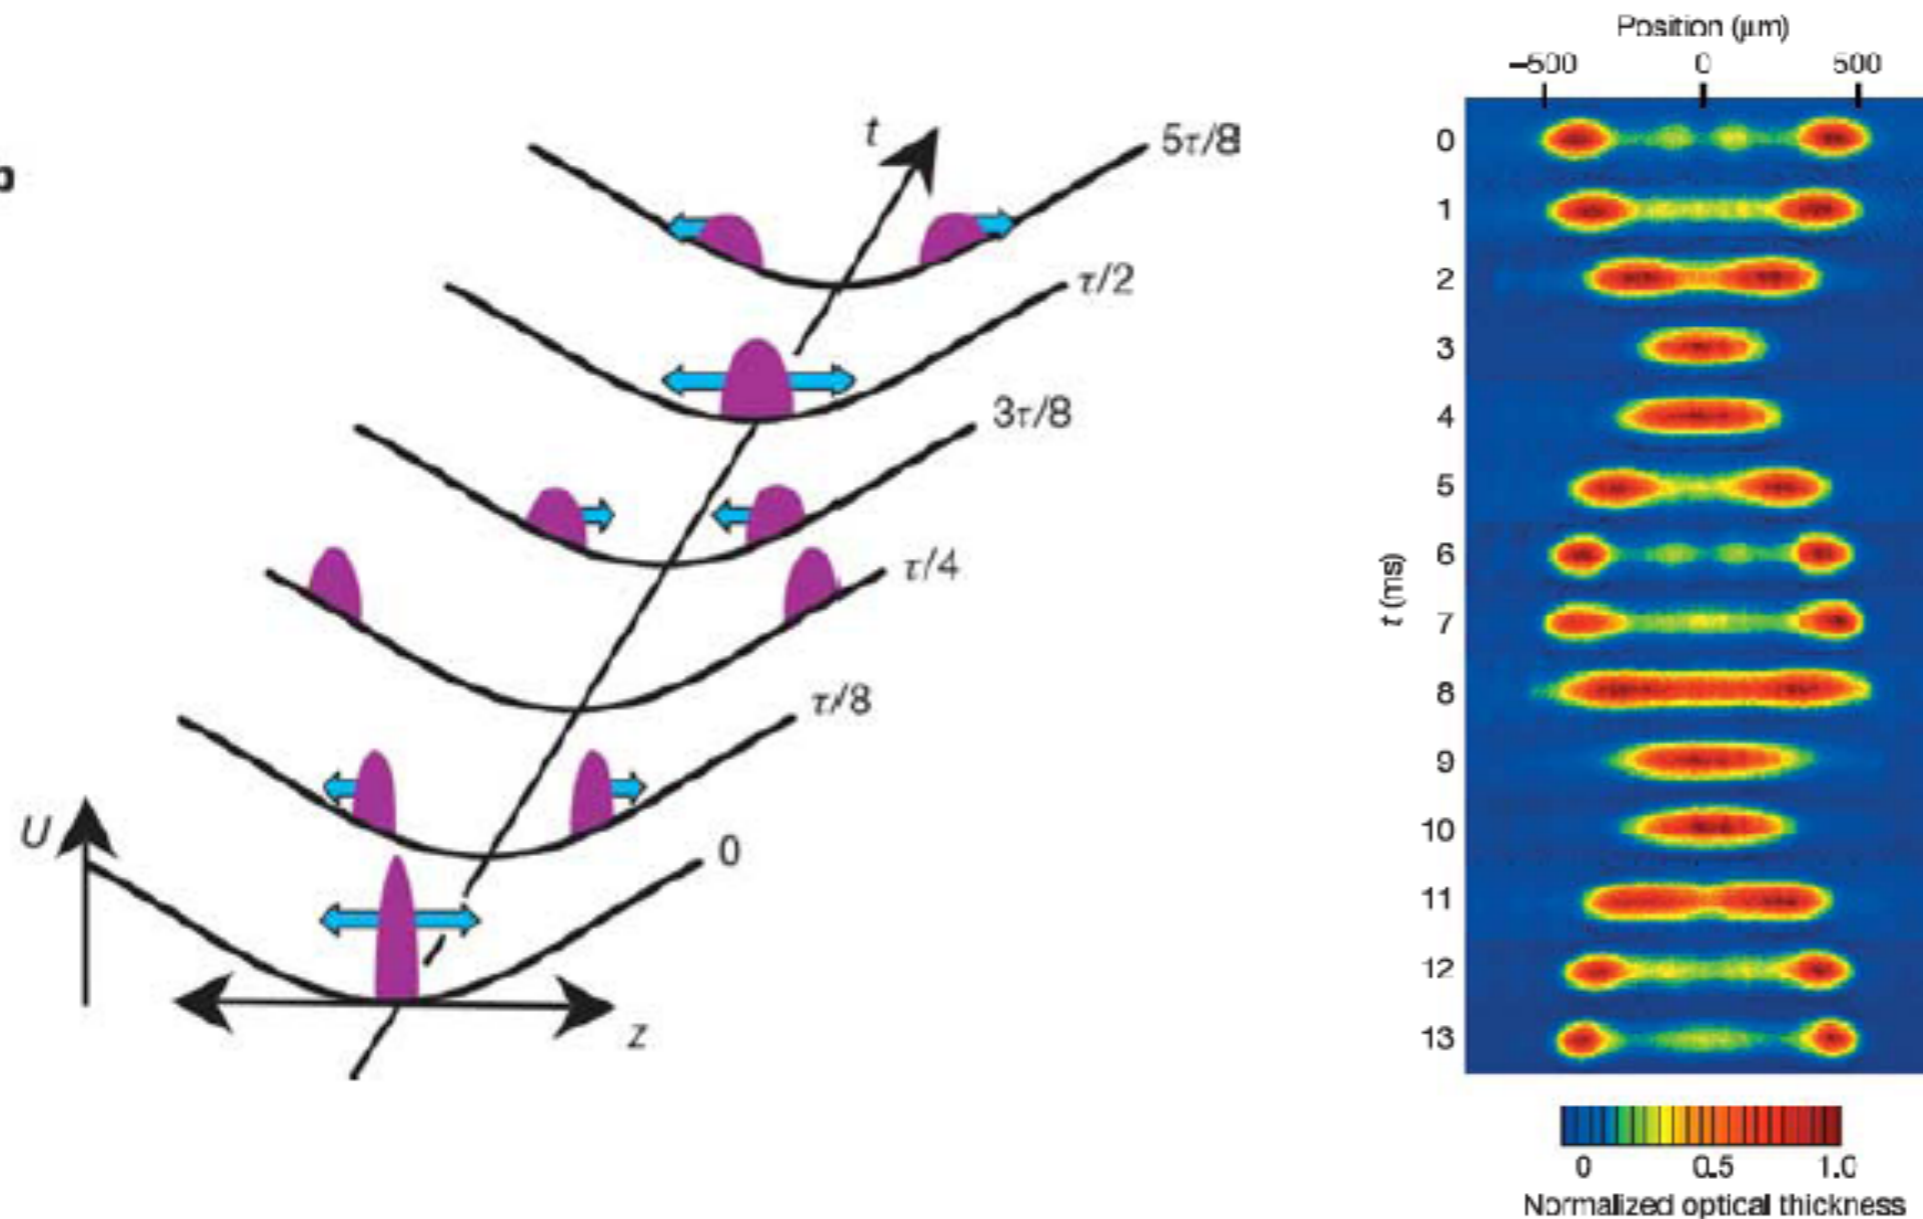 b
t
5τ/8
τ/2
3τ/8
τ/4
τ/8
U
0
z
Position (μm)
–500 0 500
t (ms)
0
1
2
3
4
5
6
7
8
9
10
11
12
13
0 0.5 1.0
Normalized optical thickness